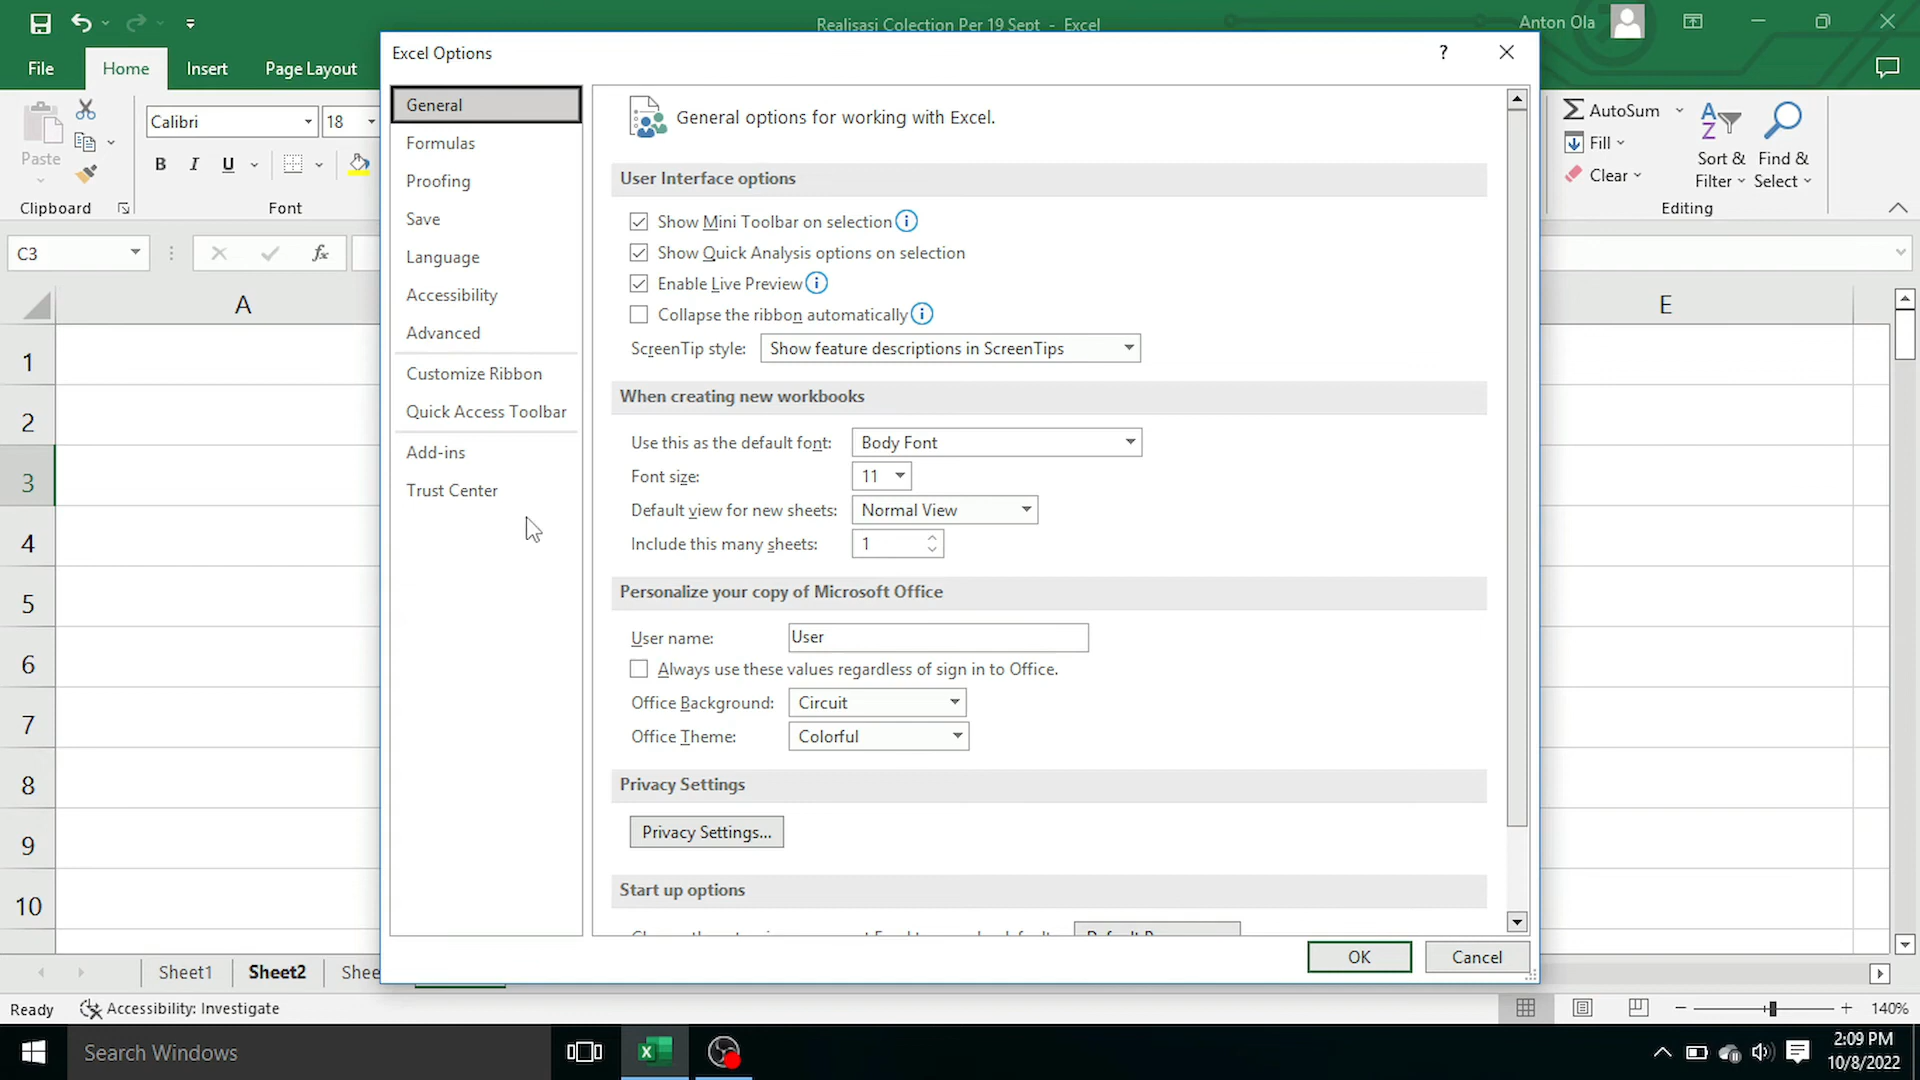 Realisasi Colection Per 19 Sept - Excel
Anton Ola
File
Home
Insert
Page Layout
Paste
Clipboard
Calibri
18
B I U
Font
AutoSum
Fill
Clear
Sort &
Filter
Find &
Select
Editing
C3
fx
A
E
1
2
3
4
5
6
7
8
9
10
Excel Options
?
General
Formulas
Proofing
Save
Language
Accessibility
Advanced
Customize Ribbon
Quick Access Toolbar
Add-ins
Trust Center
General options for working with Excel.
User Interface options
Show Mini Toolbar on selection
Show Quick Analysis options on selection
Enable Live Preview
Collapse the ribbon automatically
ScreenTip style: Show feature descriptions in ScreenTips
When creating new workbooks
Use this as the default font: Body Font
Font size: 11
Default view for new sheets: Normal View
Include this many sheets: 1
Personalize your copy of Microsoft Office
User name: User
Always use these values regardless of sign in to Office.
Office Background: Circuit
Office Theme: Colorful
Privacy Settings
Privacy Settings...
Start up options
OK
Cancel
Sheet1
Sheet2
Shee
Ready
Accessibility: Investigate
140%
Search Windows
2:09 PM
10/8/2022